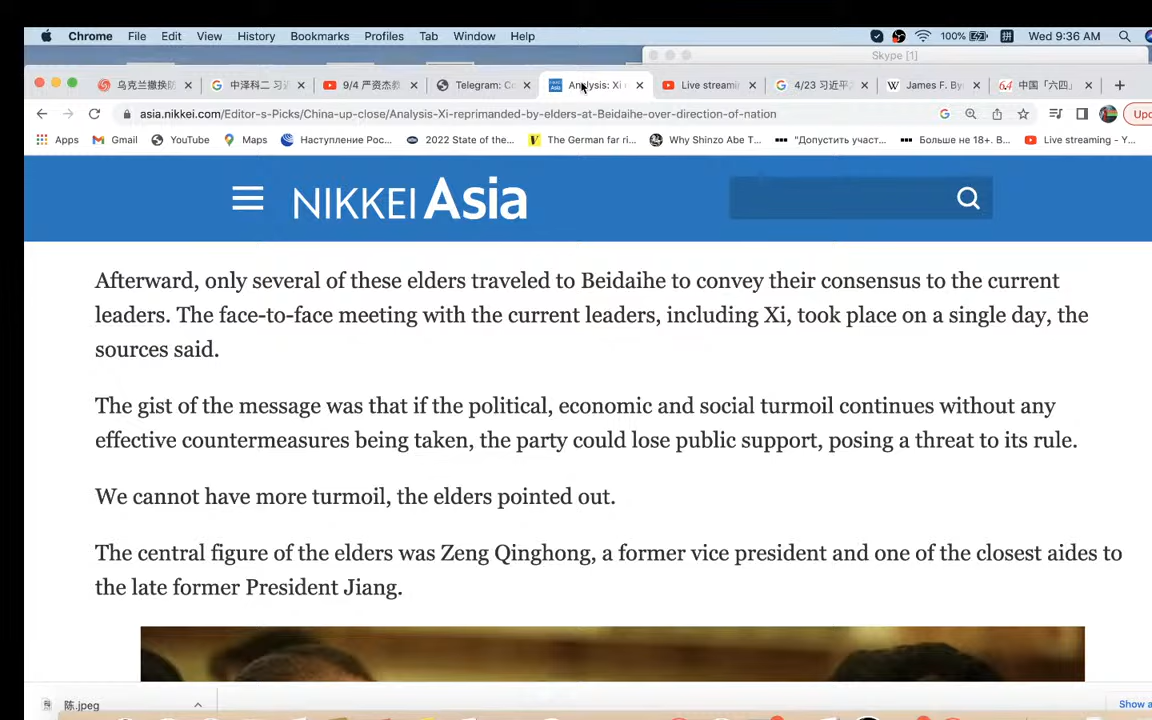 Chrome File Edit View History Bookmarks Profiles Tab Window Help 100% 拼 Wed 9:36 AM
Skype [1]
乌克兰撤换防 中泽科二 习近 9/4 严资杰教 Telegram: Co Analysis: Xi Live streami 4/23 习近平 James F. By 中国「六四
asia.nikkei.com/Editor-s-Picks/China-up-close/Analysis-Xi-reprimanded-by-elders-at-Beidaihe-over-direction-of-nation
Apps Gmail YouTube Maps Наступление Рос... 2022 State of the... The German far ri... Why Shinzo Abe T... "Допустить участ... Больше не 18+. В... Live streaming - Y...
NIKKEI Asia
Afterward, only several of these elders traveled to Beidaihe to convey their consensus to the current
leaders. The face-to-face meeting with the current leaders, including Xi, took place on a single day, the
sources said.
The gist of the message was that if the political, economic and social turmoil continues without any
effective countermeasures being taken, the party could lose public support, posing a threat to its rule.
We cannot have more turmoil, the elders pointed out.
The central figure of the elders was Zeng Qinghong, a former vice president and one of the closest aides to
the late former President Jiang.
陈.jpeg
Show a